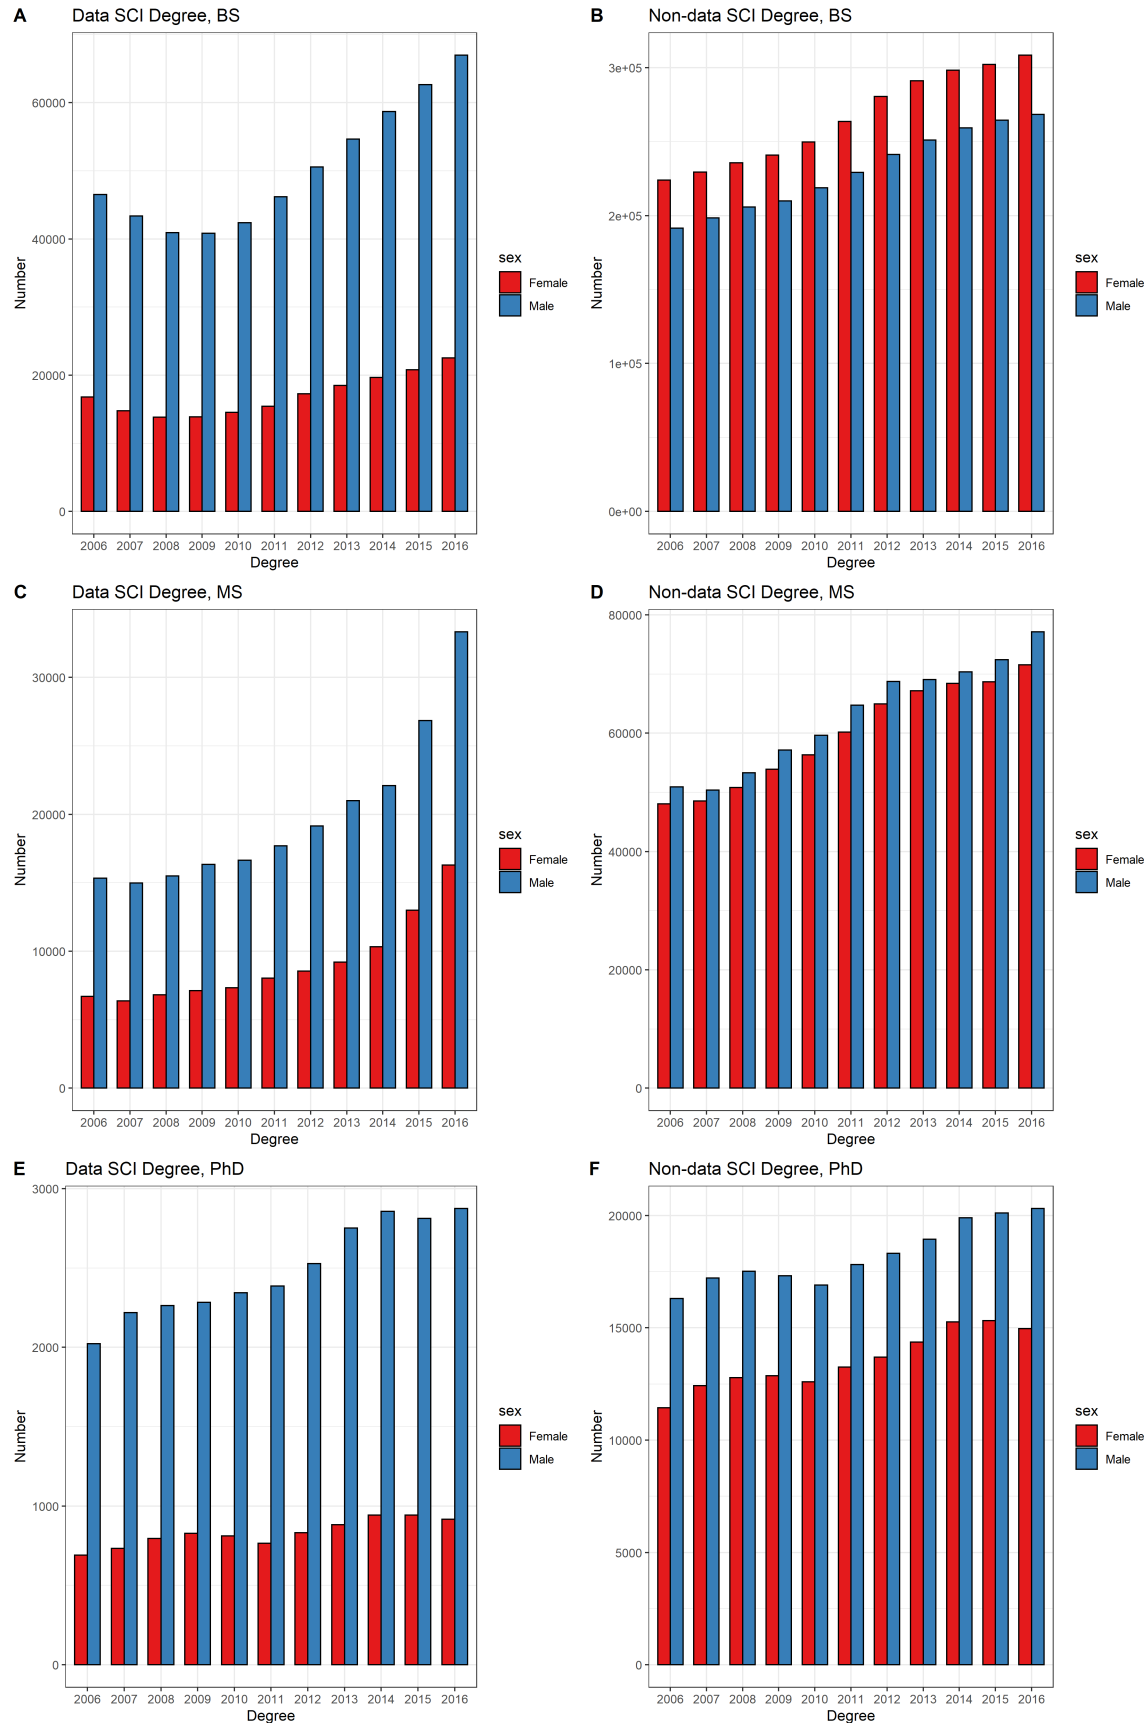 A Data SCI Degree, BS
60000
40000
20000
0
Number
2006 2007 2008 2009 2010 2011 2012 2013 2014 2015 2016
Degree
sex
Female
Male
B Non-data SCI Degree, BS
3e+05
2e+05
1e+05
0e+00
Number
2006 2007 2008 2009 2010 2011 2012 2013 2014 2015 2016
Degree
sex
Female
Male
C Data SCI Degree, MS
30000
20000
10000
0
Number
2006 2007 2008 2009 2010 2011 2012 2013 2014 2015 2016
Degree
sex
Female
Male
D Non-data SCI Degree, MS
80000
60000
40000
20000
0
Number
2006 2007 2008 2009 2010 2011 2012 2013 2014 2015 2016
Degree
sex
Female
Male
E Data SCI Degree, PhD
3000
2000
1000
0
Number
2006 2007 2008 2009 2010 2011 2012 2013 2014 2015 2016
Degree
sex
Female
Male
F Non-data SCI Degree, PhD
20000
15000
10000
5000
0
Number
2006 2007 2008 2009 2010 2011 2012 2013 2014 2015 2016
Degree
sex
Female
Male